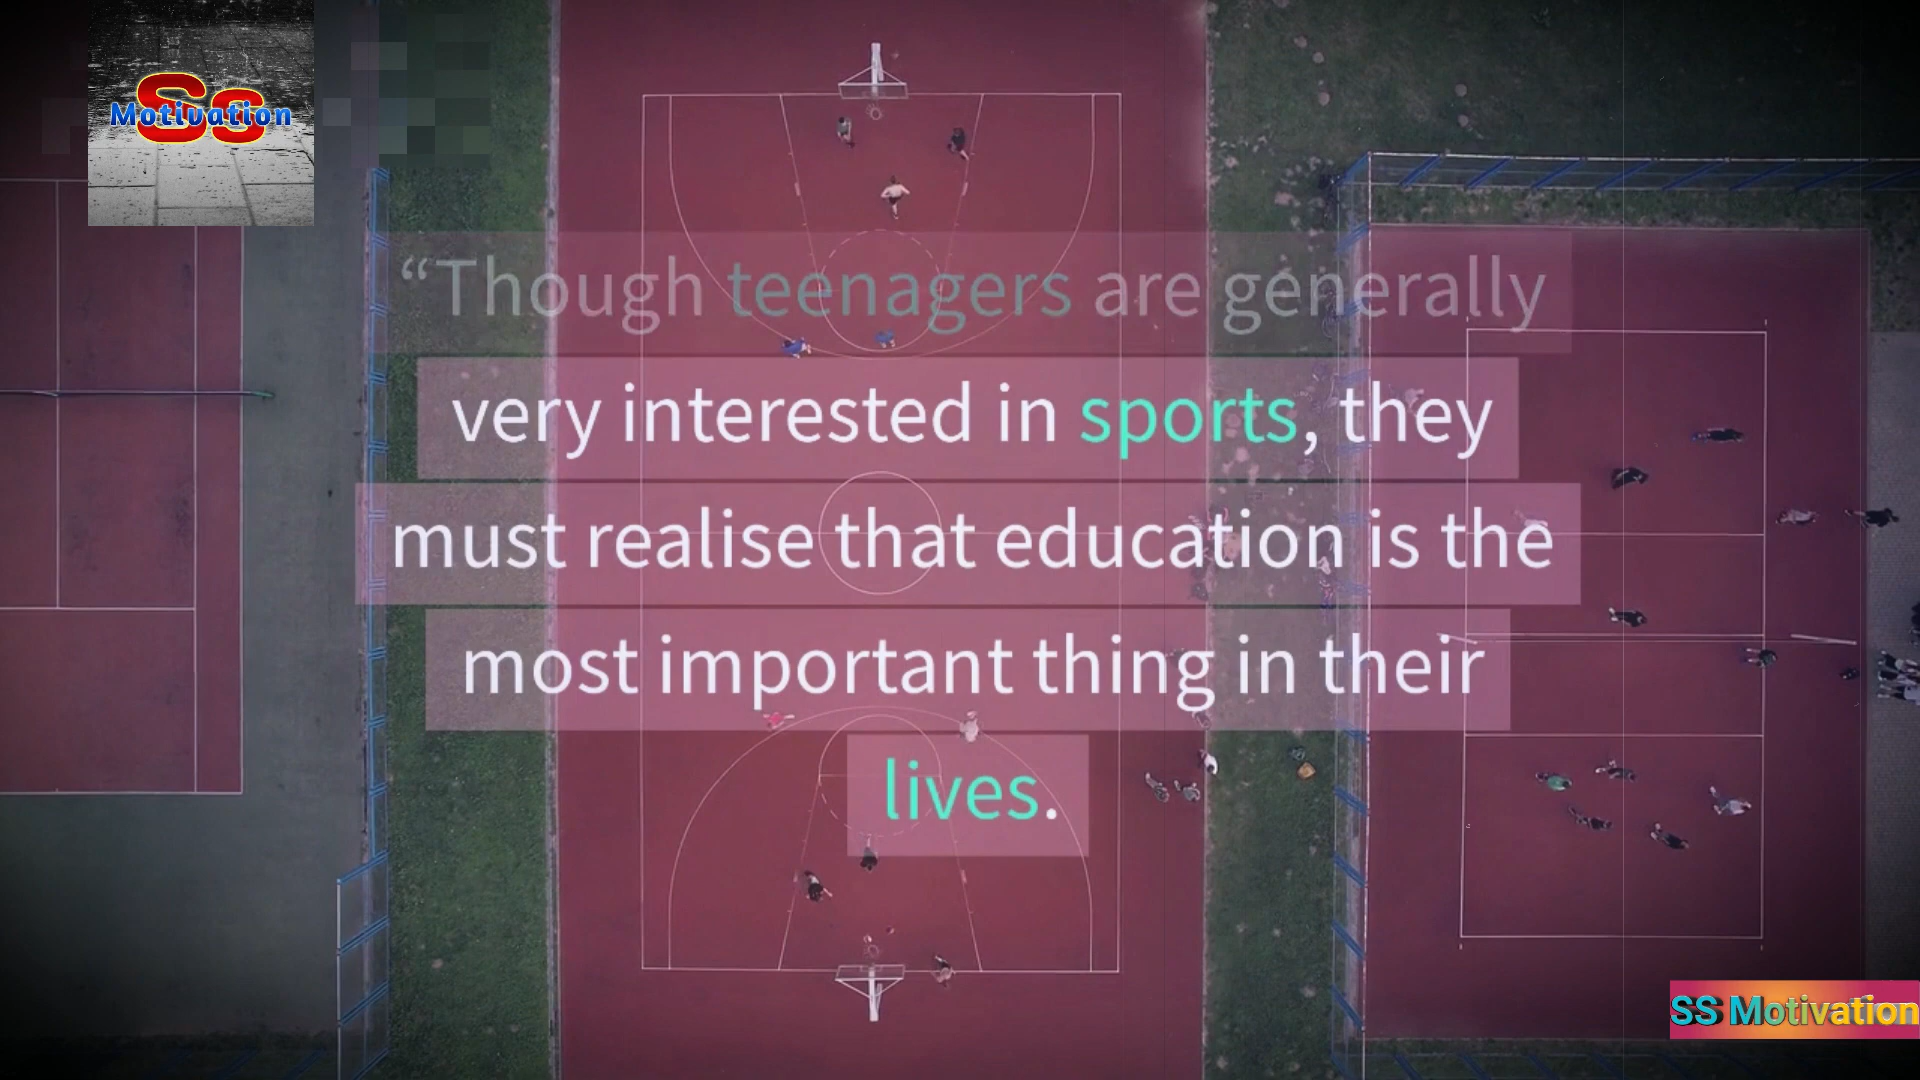 Ss
Motivation
“Though teenagers are generally
very interested in sports, they
must realise that education is the
most important thing in their
lives.
SS Motivation